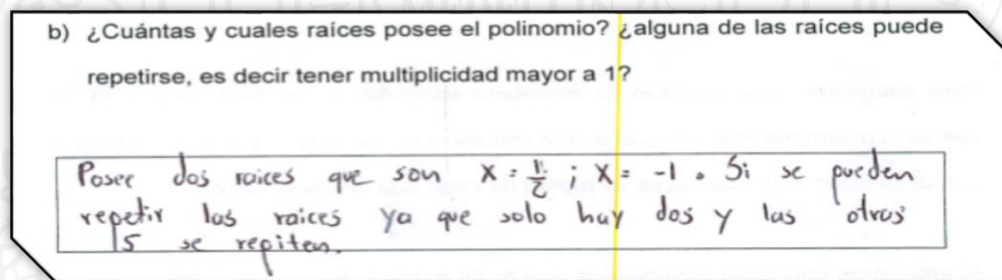 b) ¿Cuántas y cuales raíces posee el polinomio? ¿alguna de las raíces puede
repetirse, es decir tener multiplicidad mayor a 1?
Posee dos raices que son x = 1/2 ; x = -1 . Si se pueden
repetir las raices ya que solo hay dos y las otras
15 se repiten.